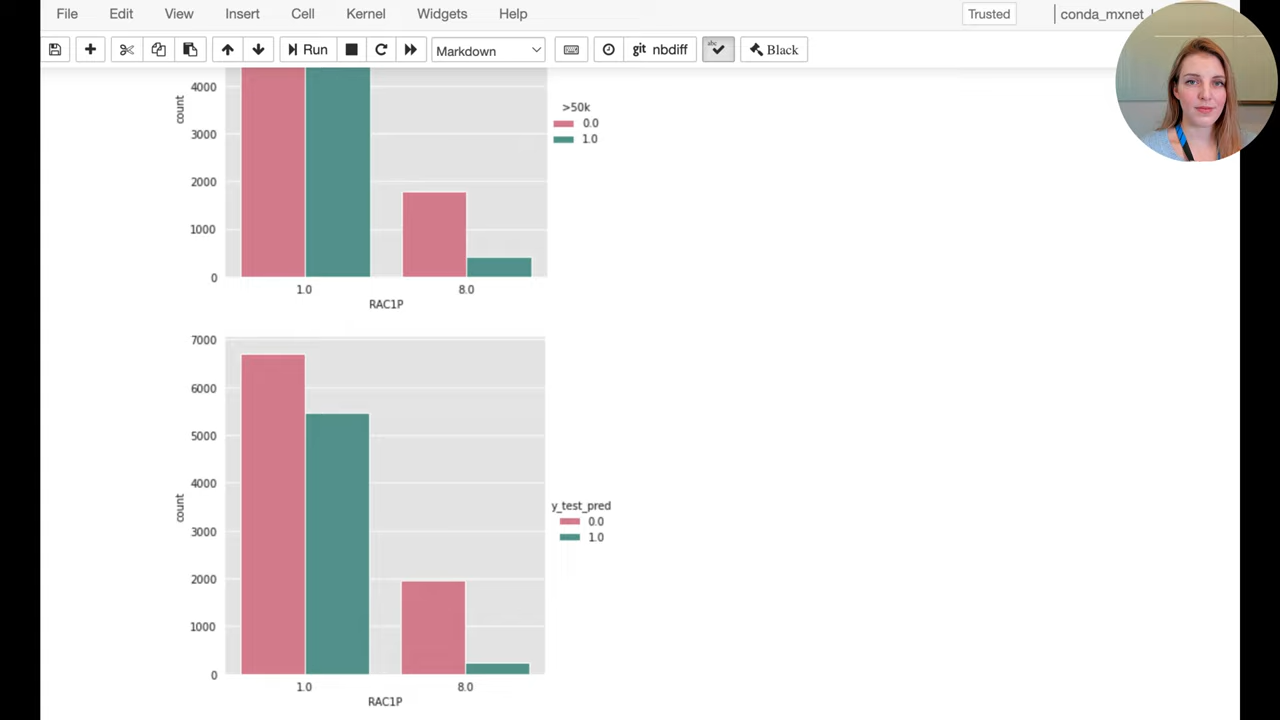 File Edit View Insert Cell Kernel Widgets Help Trusted conda_mxnet_
Run Markdown git nbdiff abc Black
4000
3000
2000
1000
0
count
1.0 8.0
RAC1P
>50k
0.0
1.0
7000
6000
5000
4000
3000
2000
1000
0
count
1.0 8.0
RAC1P
y_test_pred
0.0
1.0